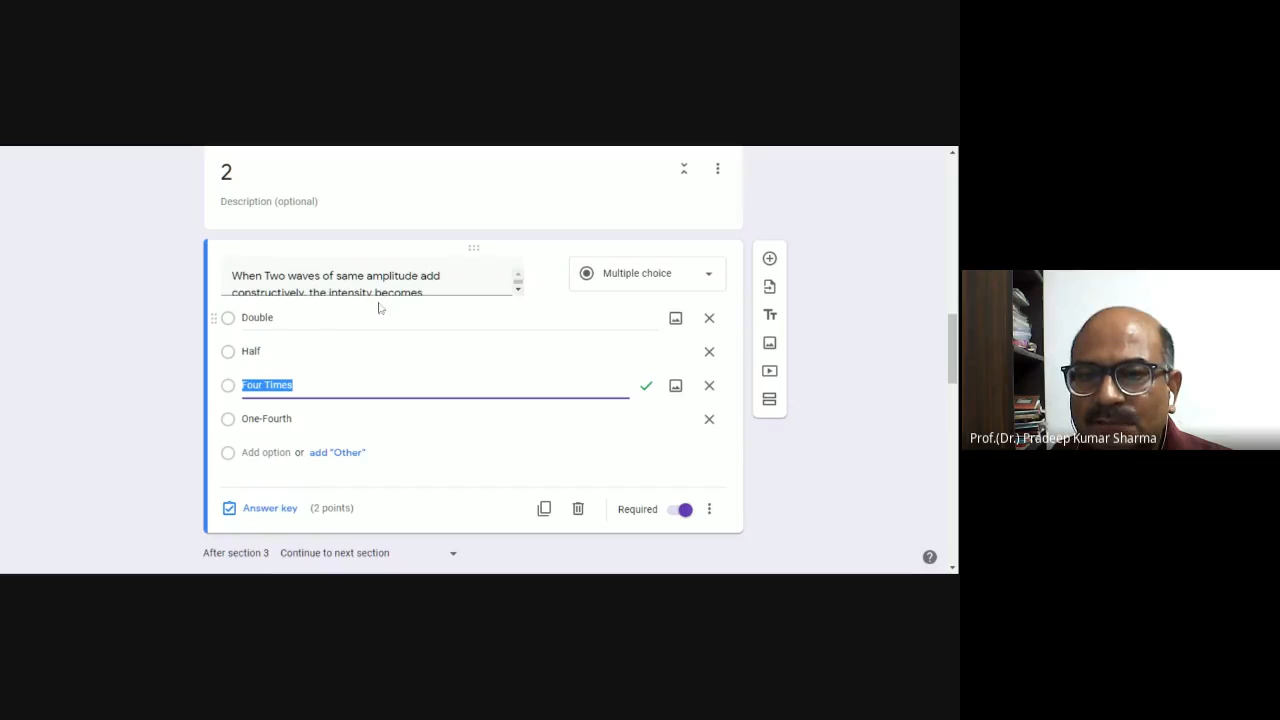 2
Description (optional)
When Two waves of same amplitude add
constructively, the intensity becomes
Multiple choice
Double
Half
Four Times
One-Fourth
Add option or add "Other"
Answer key (2 points)
Required
After section 3 Continue to next section
Prof.(Dr.) Pradeep Kumar Sharma